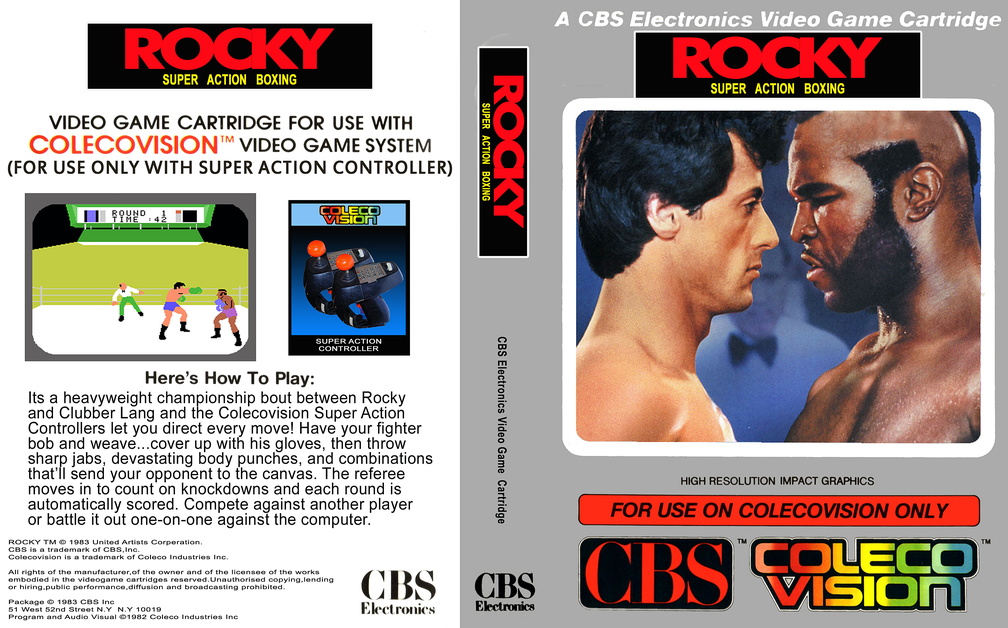 ROCKY
SUPER ACTION BOXING
VIDEO GAME CARTRIDGE FOR USE WITH
COLECOVISION™ VIDEO GAME SYSTEM
(FOR USE ONLY WITH SUPER ACTION CONTROLLER)
ROUND 1
TIME :42
COLECO
VISION
SUPER ACTION
CONTROLLER
Here's How To Play:
Its a heavyweight championship bout between Rocky
and Clubber Lang and the Colecovision Super Action
Controllers let you direct every move! Have your fighter
bob and weave...cover up with his gloves, then throw
sharp jabs, devastating body punches, and combinations
that'll send your opponent to the canvas. The referee
moves in to count on knockdowns and each round is
automatically scored. Compete against another player
or battle it out one-on-one against the computer.
ROCKY TM © 1983 United Artists Corperation.
CBS is a trademark of CBS,Inc.
Colecovision is a trademark of Coleco Industries Inc.
All rights of the manufacturer,of the owner and of the licensee of the works
embodied in the videogame cartridges reserved.Unauthorised copying,lending
or hiring,public performance,diffusion and broadcasting prohibited.
Package © 1983 CBS Inc
51 West 52nd Street N.Y N.Y 10019
Program and Audio Visual ©1982 Coleco Industries Inc
CBS
Electronics
ROCKY
SUPER ACTION BOXING
CBS Electronics Video Game Cartridge
CBS
Electronics
A CBS Electronics Video Game Cartridge
ROCKY
SUPER ACTION BOXING
HIGH RESOLUTION IMPACT GRAPHICS
FOR USE ON COLECOVISION ONLY
CBS™
COLECO™
VISION